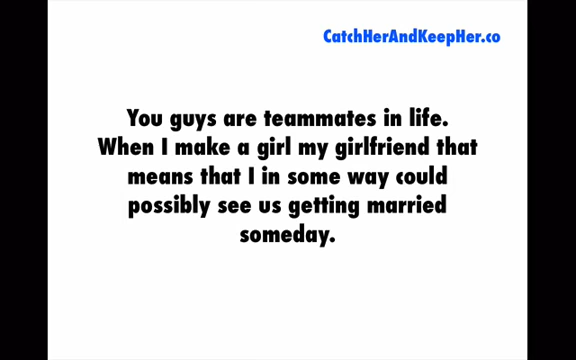 CatchHerAndKeepHer.co
You guys are teammates in life.
When I make a girl my girlfriend that
means that I in some way could
possibly see us getting married
someday.